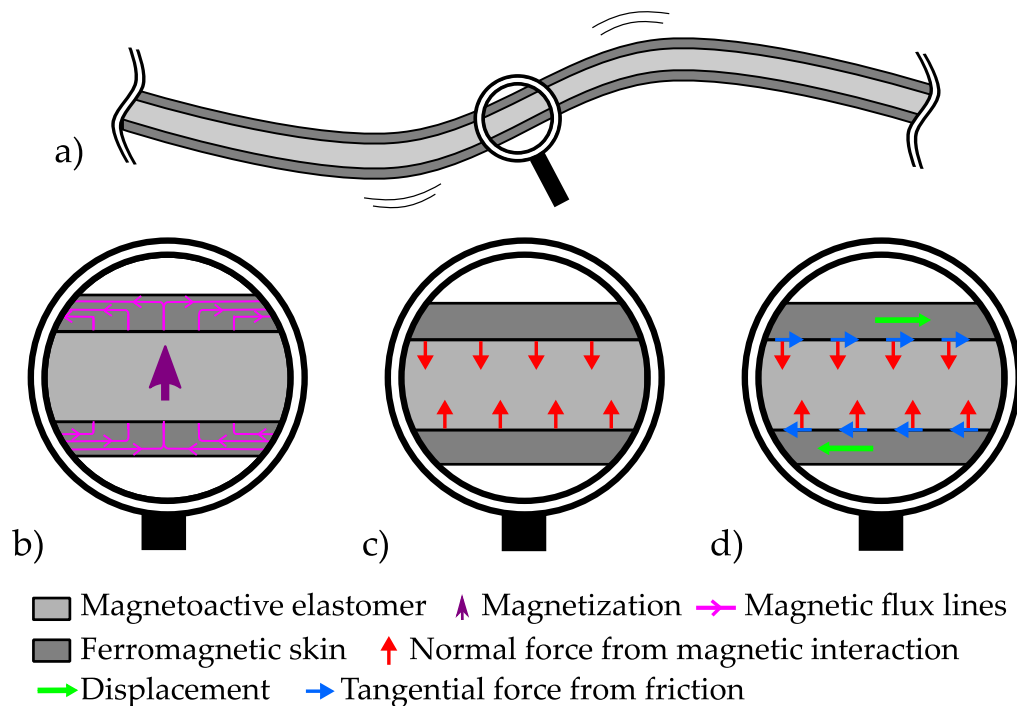 a)
b)
c)
d)
Magnetoactive elastomer Magnetization Magnetic flux lines
Ferromagnetic skin Normal force from magnetic interaction
Displacement Tangential force from friction